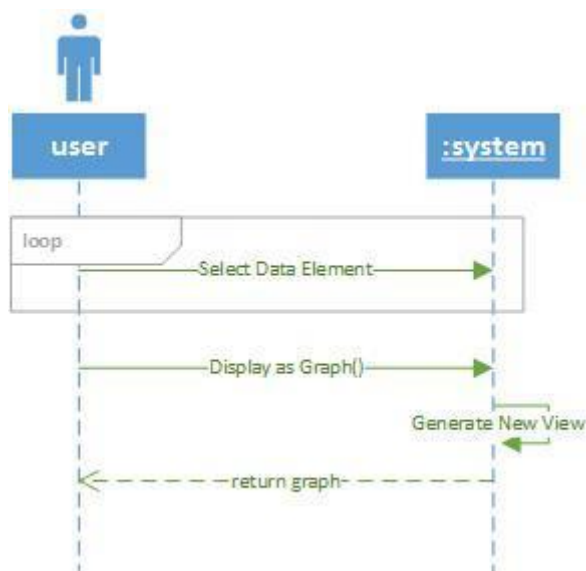 user
:system
loop
Select Data Element
Display as Graph()
Generate New View
return graph